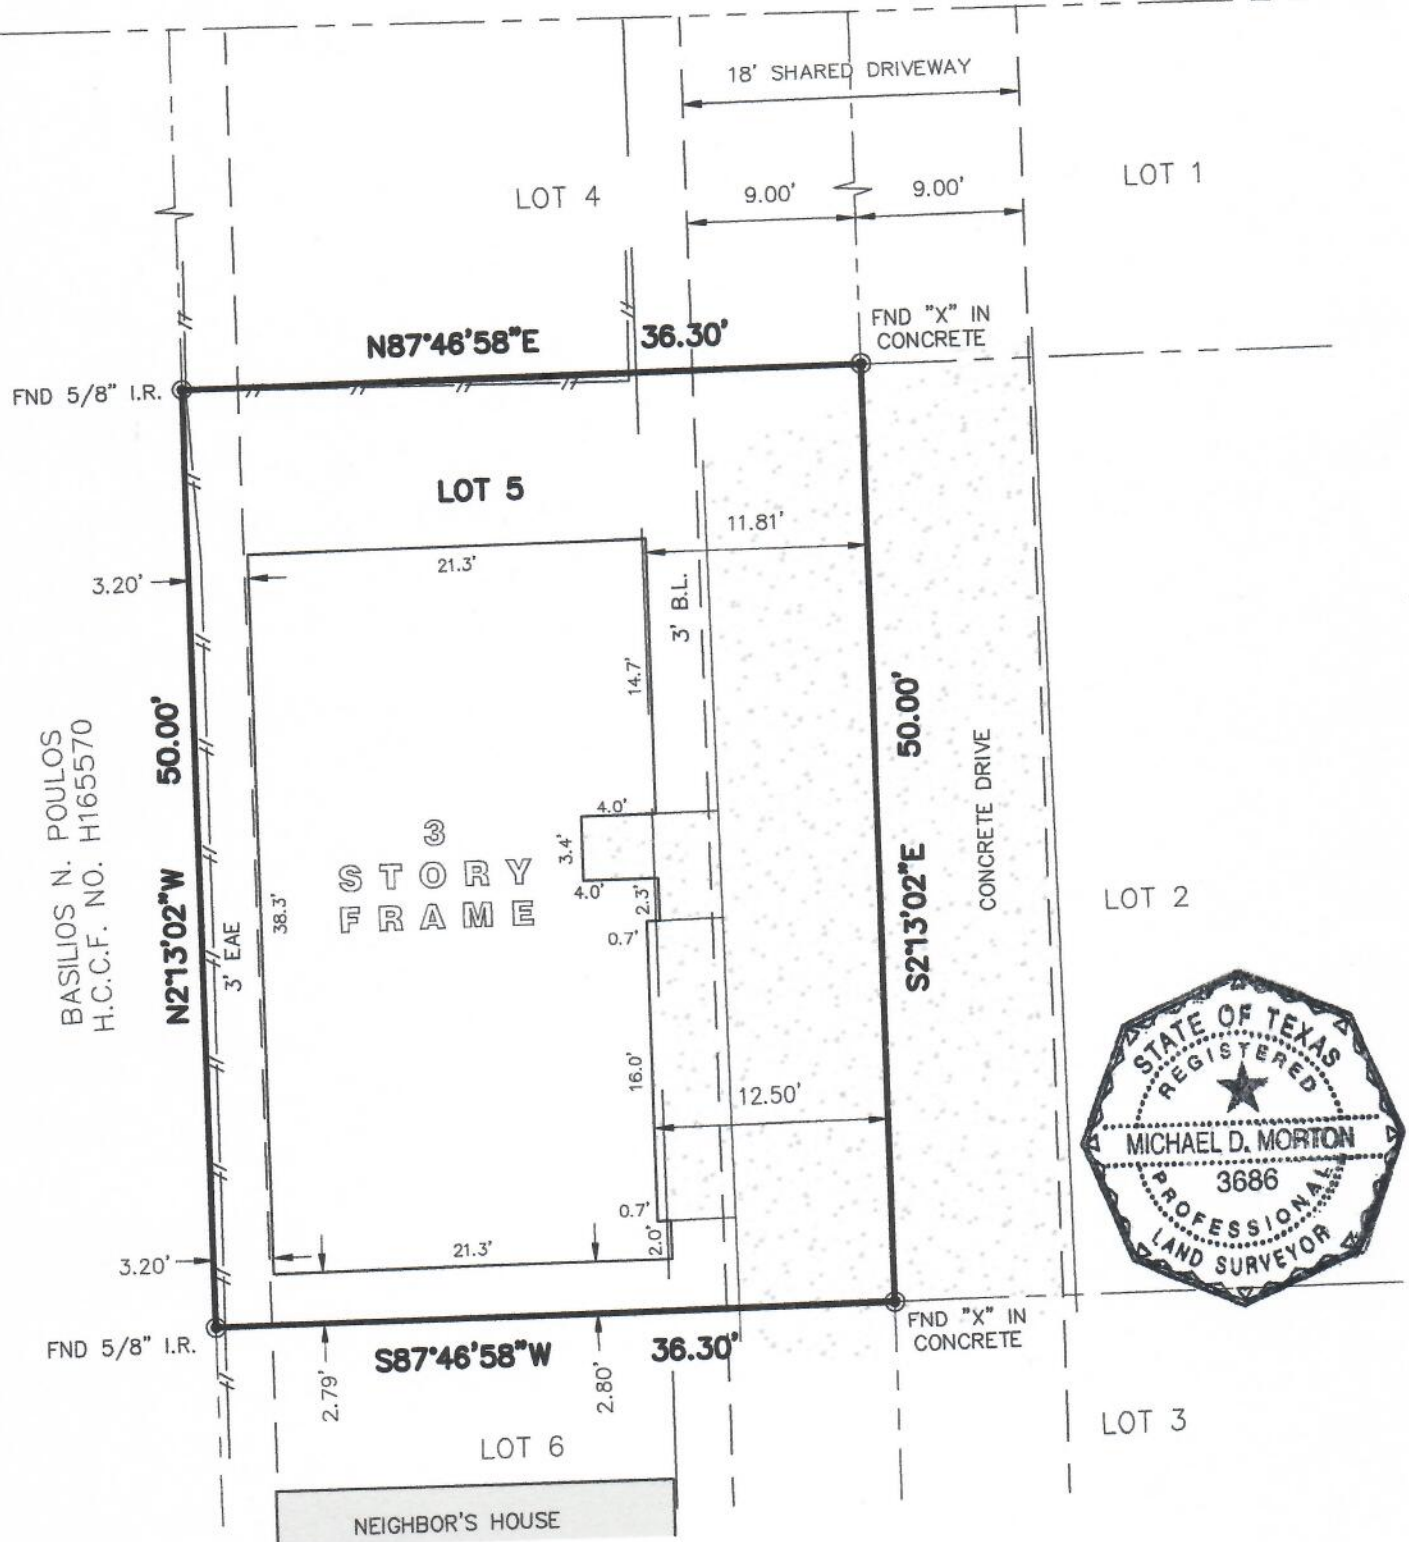 18' SHARED DRIVEWAY
LOT 4
9.00'
9.00'
LOT 1
N87°46'58"E 36.30'
FND "X" IN
CONCRETE
FND 5/8" I.R.
LOT 5
11.81'
21.3'
3.20'
3' B.L.
14.7'
N2°13'02"W 50.00'
S2°13'02"E 50.00'
BASILIOS N. POULOS
H.C.C.F. NO. H165570
CONCRETE DRIVE
4.0'
3.4'
4.0'
2.3'
0.7'
3
STORY
FRAME
38.3'
3' EAE
LOT 2
16.0'
12.50'
STATE OF TEXAS
REGISTERED
MICHAEL D. MORTON
3686
PROFESSIONAL
LAND SURVEYOR
0.7'
2.0'
21.3'
3.20'
FND 5/8" I.R.
S87°46'58"W 36.30'
FND "X" IN
CONCRETE
2.79'
2.80'
LOT 6
LOT 3
NEIGHBOR'S HOUSE